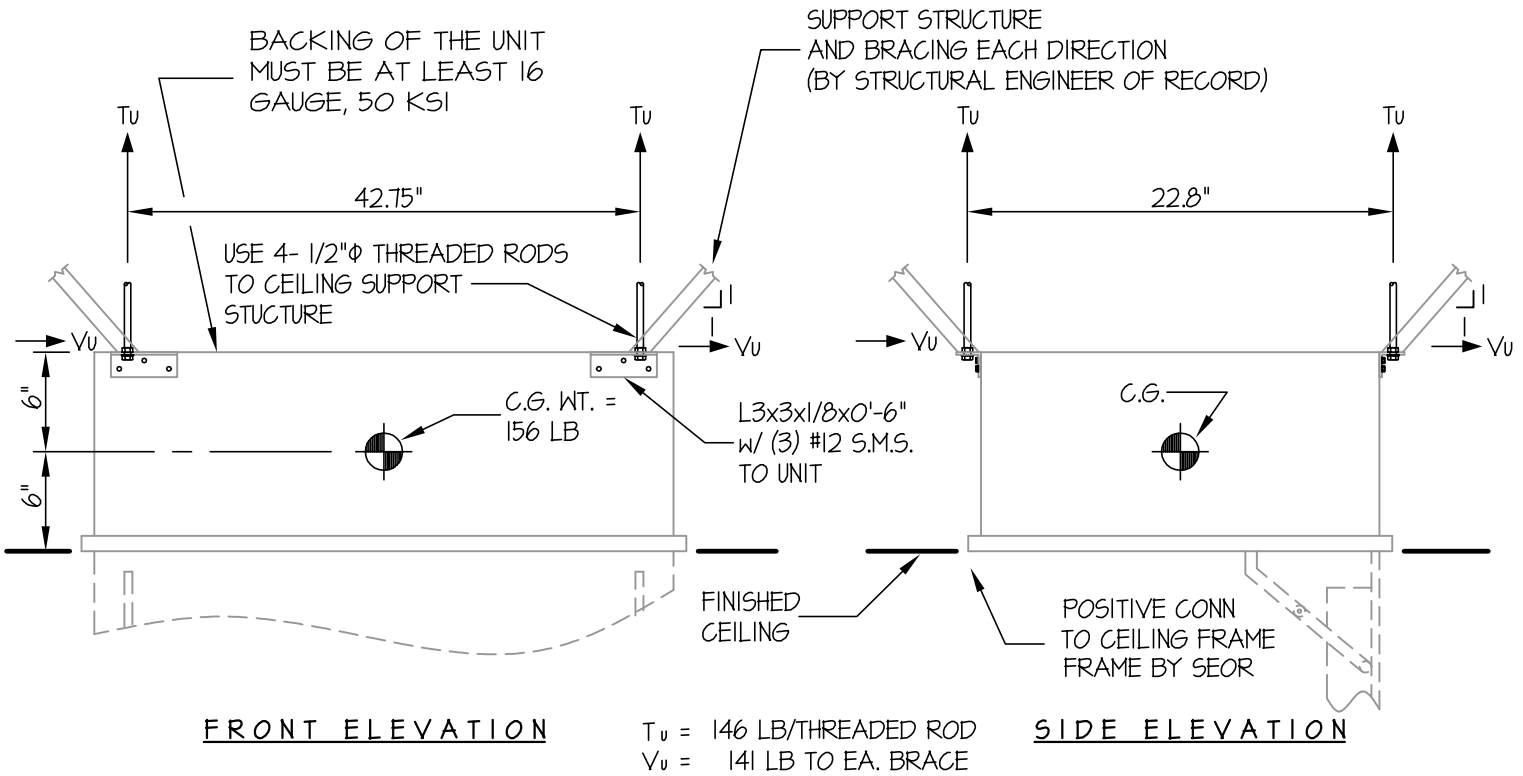 BACKING OF THE UNIT
MUST BE AT LEAST 16
GAUGE, 50 KSI
SUPPORT STRUCTURE
AND BRACING EACH DIRECTION
(BY STRUCTURAL ENGINEER OF RECORD)
Tu
Tu
Tu
Tu
42.75"
22.8"
USE 4- 1/2"Φ THREADED RODS
TO CEILING SUPPORT
STUCTURE
1
1
1
1
Vu
Vu
Vu
Vu
6"
6"
C.G. WT. =
156 LB
L3x3x1/8x0'-6"
W/ (3) #12 S.M.S.
TO UNIT
C.G.
FINISHED
CEILING
POSITIVE CONN
TO CEILING FRAME
FRAME BY SEOR
FRONT ELEVATION
Tu = 146 LB/THREADED ROD
Vu = 141 LB TO EA. BRACE
SIDE ELEVATION